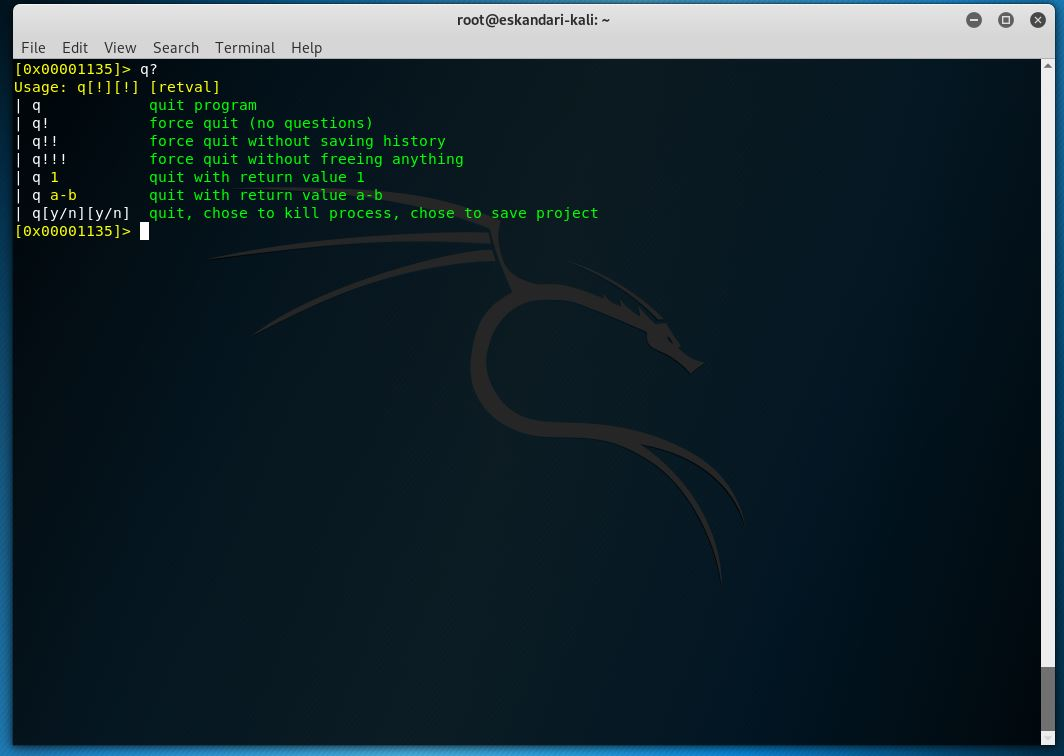 root@eskandari-kali: ~
File Edit View Search Terminal Help
[0x00001135]> q?
Usage: q[!][!] [retval]
| q            quit program
| q!           force quit (no questions)
| q!!          force quit without saving history
| q!!!         force quit without freeing anything
| q 1          quit with return value 1
| q a-b        quit with return value a-b
| q[y/n][y/n]  quit, chose to kill process, chose to save project
[0x00001135]>